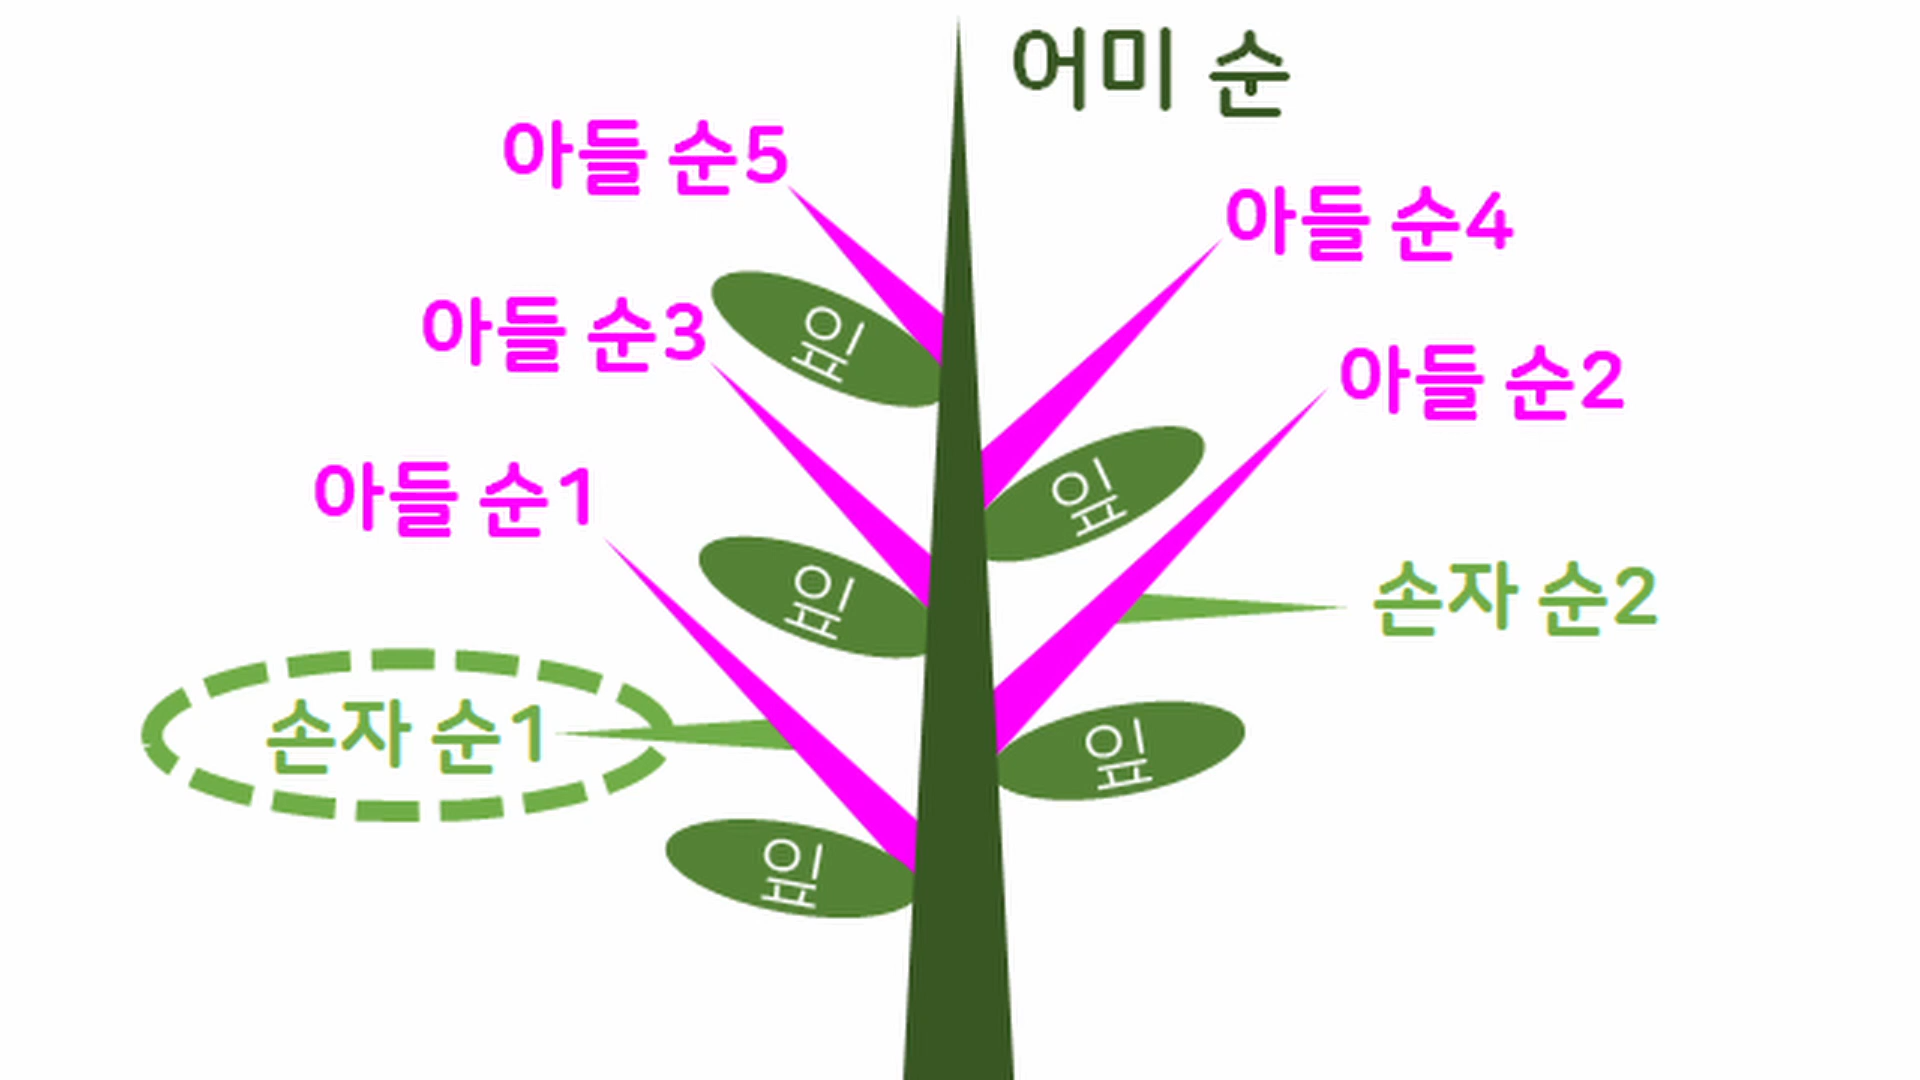 어미 순
아들 순5
아들 순4
아들 순3
잎
아들 순2
아들 순1
잎
잎
손자 순2
손자 순1
잎
잎